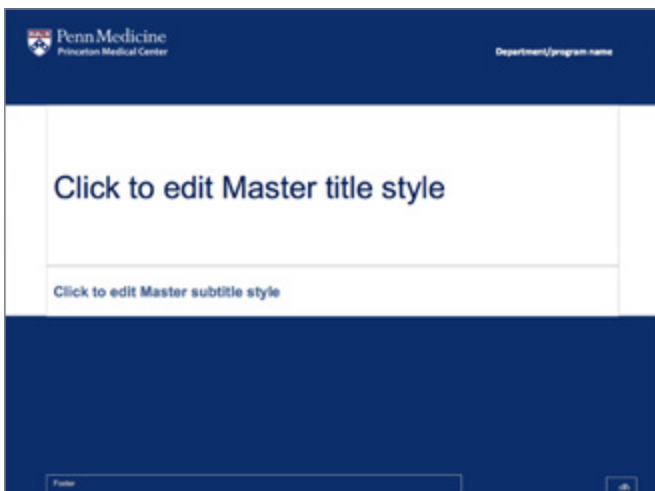 Penn Medicine
Princeton Medical Center
Department/program name
Click to edit Master title style
Click to edit Master subtitle style
Footer